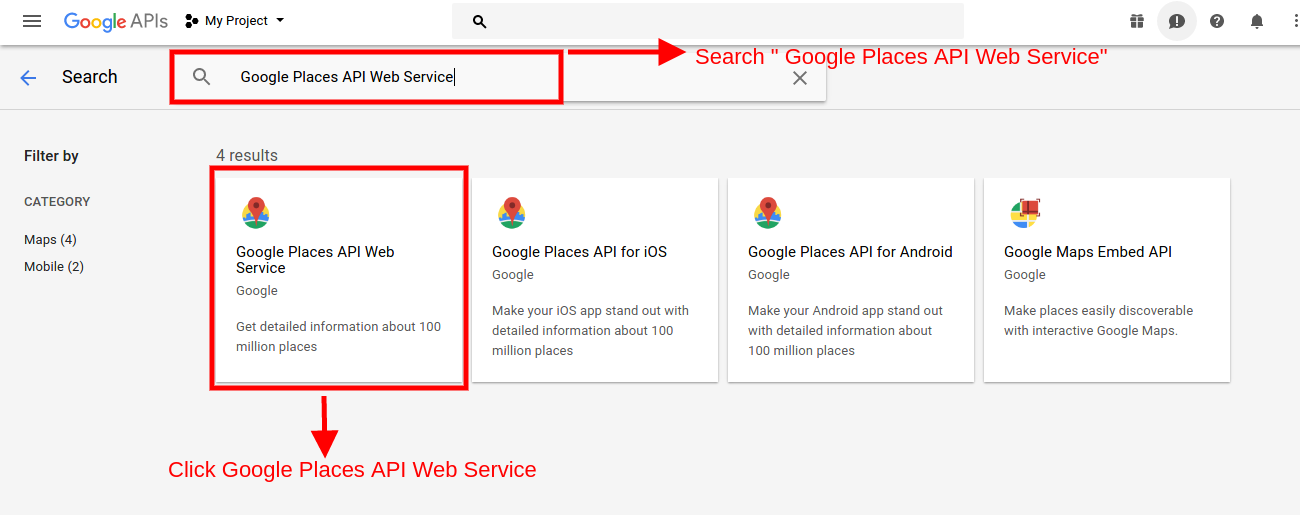 Google APIs My Project
Search " Google Places API Web Service"
Search Google Places API Web Service
Filter by
4 results
CATEGORY
Maps (4)
Mobile (2)
Google Places API Web
Service
Google
Get detailed information about 100
million places
Google Places API for iOS
Google
Make your iOS app stand out with
detailed information about 100
million places
Google Places API for Android
Google
Make your Android app stand out
with detailed information about
100 million places
Google Maps Embed API
Google
Make places easily discoverable
with interactive Google Maps.
Click Google Places API Web Service